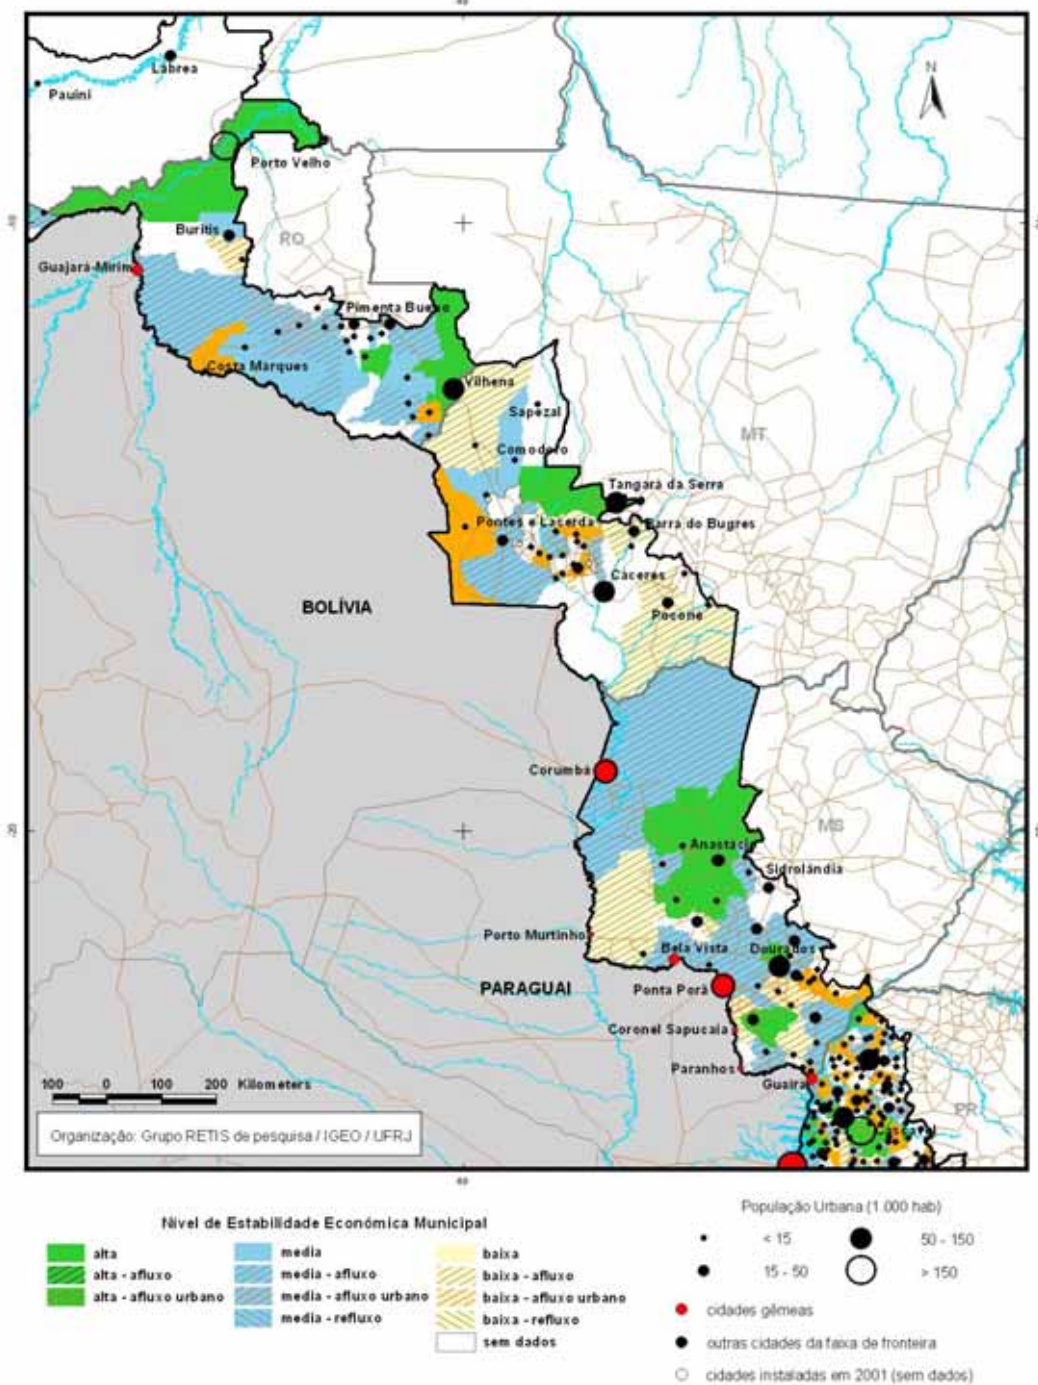 N
Labrea
Pauini
Porto Velho
Buritis
RO
Guajará-Mirim
Pimenta Bueno
Costa Marques
Vilhena
Sapezal
MT
Comodoro
Tangará da Serra
Pontes e Lacerda
Barra do Bugres
Cáceres
BOLÍVIA
Pocone
Corumbá
MS
Anastaci
Sidrolândia
Porto Murtinho
Bela Vista
Dourados
PARAGUAI
Ponta Porã
Coronel Sapucaia
Paranhos
Guaira
100 0 100 200 Kilometers
PR
Organização: Grupo RETIS de pesquisa / IGEO / UFRJ
Nivel de Estabilidade Económica Municipal
alta
alta - afluxo
alta - afluxo urbano
media
media - afluxo
media - afluxo urbano
media - refluxo
baixa
baixa - afluxo
baixa - afluxo urbano
baixa - refluxo
sem dados
População Urbana (1.000 hab)
< 15
50 - 150
15 - 50
> 150
cidades gêmeas
outras cidades da faixa de fronteira
cidades instaladas em 2001 (sem dados)